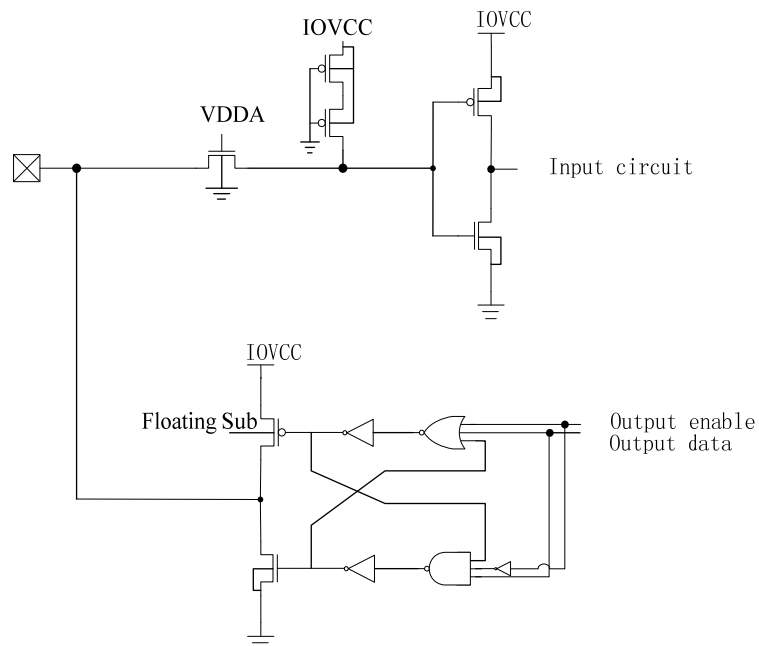 IOVCC
IOVCC
VDDA
Input circuit
IOVCC
Floating Sub
Output enable
Output data